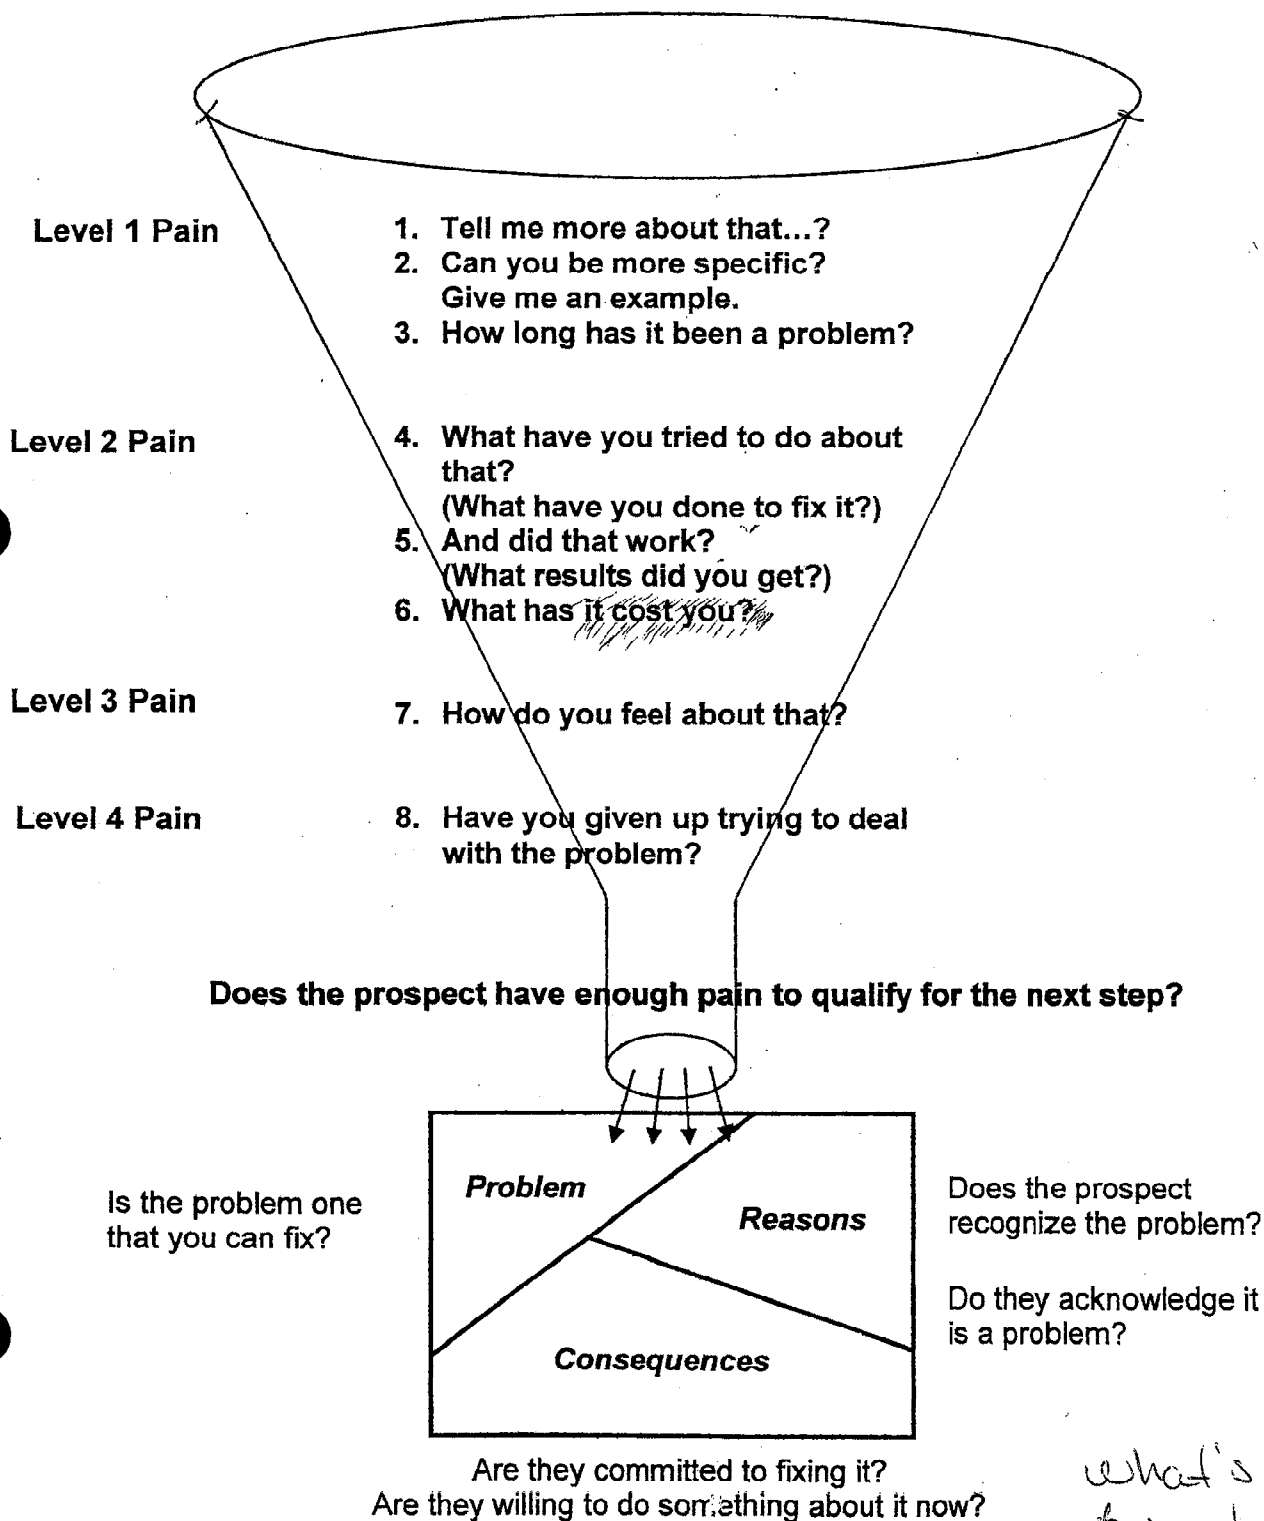 Level 1 Pain
1. Tell me more about that...?
2. Can you be more specific?
Give me an example.
3. How long has it been a problem?
Level 2 Pain
4. What have you tried to do about
that?
(What have you done to fix it?)
5. And did that work?
(What results did you get?)
6. What has it cost you?
Level 3 Pain
7. How do you feel about that?
Level 4 Pain
8. Have you given up trying to deal
with the problem?
Does the prospect have enough pain to qualify for the next step?
Is the problem one
that you can fix?
Problem
Reasons
Consequences
Does the prospect
recognize the problem?
Do they acknowledge it
is a problem?
Are they committed to fixing it?
Are they willing to do something about it now?
what's